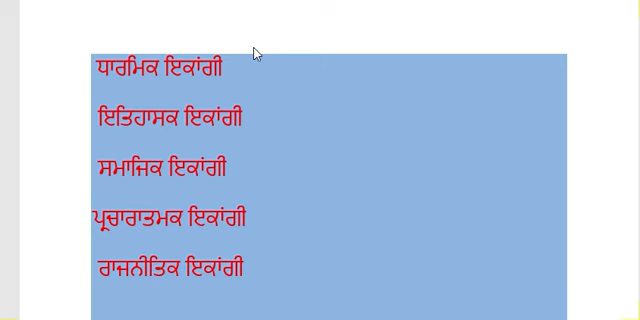 ਧਾਰਮਿਕ ਇਕਾਂਗੀ
ਇਤਿਹਾਸਕ ਇਕਾਂਗੀ
ਸਮਾਜਿਕ ਇਕਾਂਗੀ
ਪ੍ਰਚਾਰਾਤਮਕ ਇਕਾਂਗੀ
ਰਾਜਨੀਤਿਕ ਇਕਾਂਗੀ